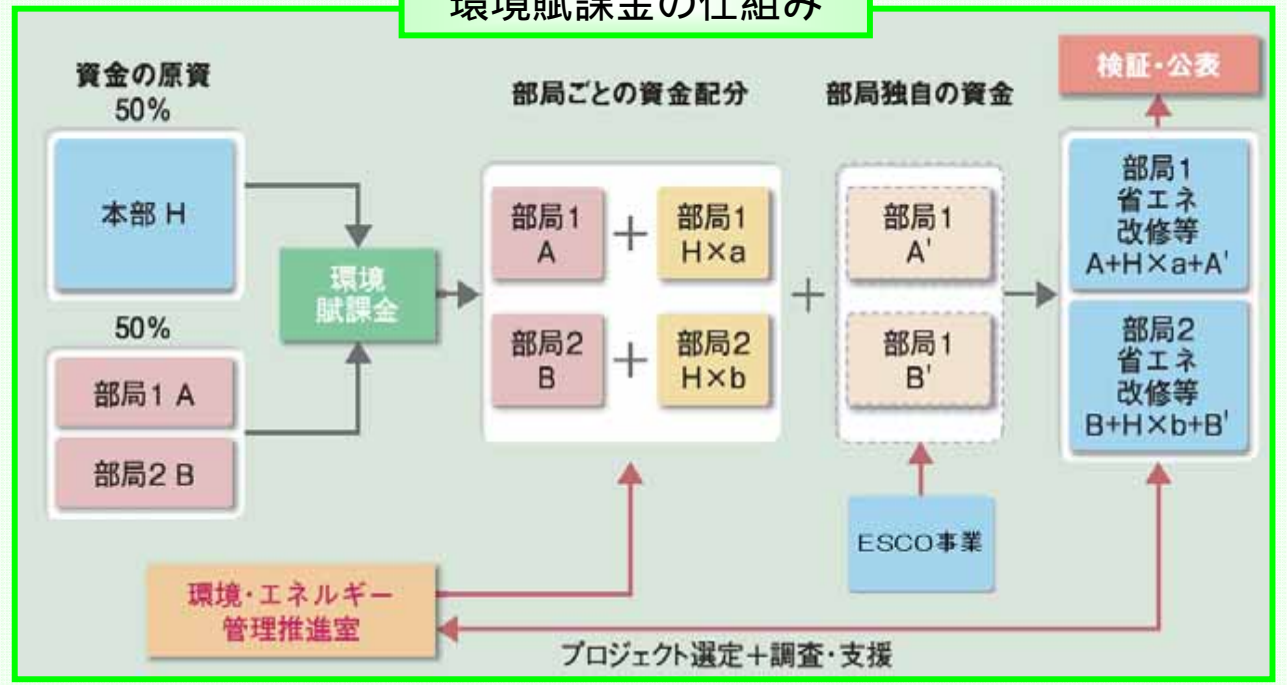 環境賦課金の仕組み
資金の原資
50%
本部 H
50%
部局1 A
部局2 B
環境
賦課金
部局ごとの資金配分
部局1
A
+
部局1
H×a
部局2
B
+
部局2
H×b
+
部局独自の資金
部局1
A'
部局1
B'
ESCO事業
検証・公表
部局1
省エネ
改修等
A+H×a+A'
部局2
省エネ
改修等
B+H×b+B'
環境・エネルギー
管理推進室
プロジェクト選定+調査・支援